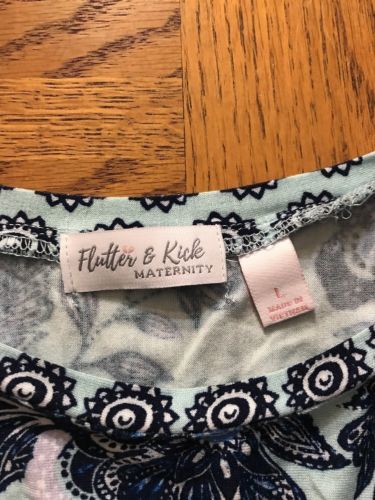 Flutter & Kick
MATERNITY
L
MADE IN
VIETNAM